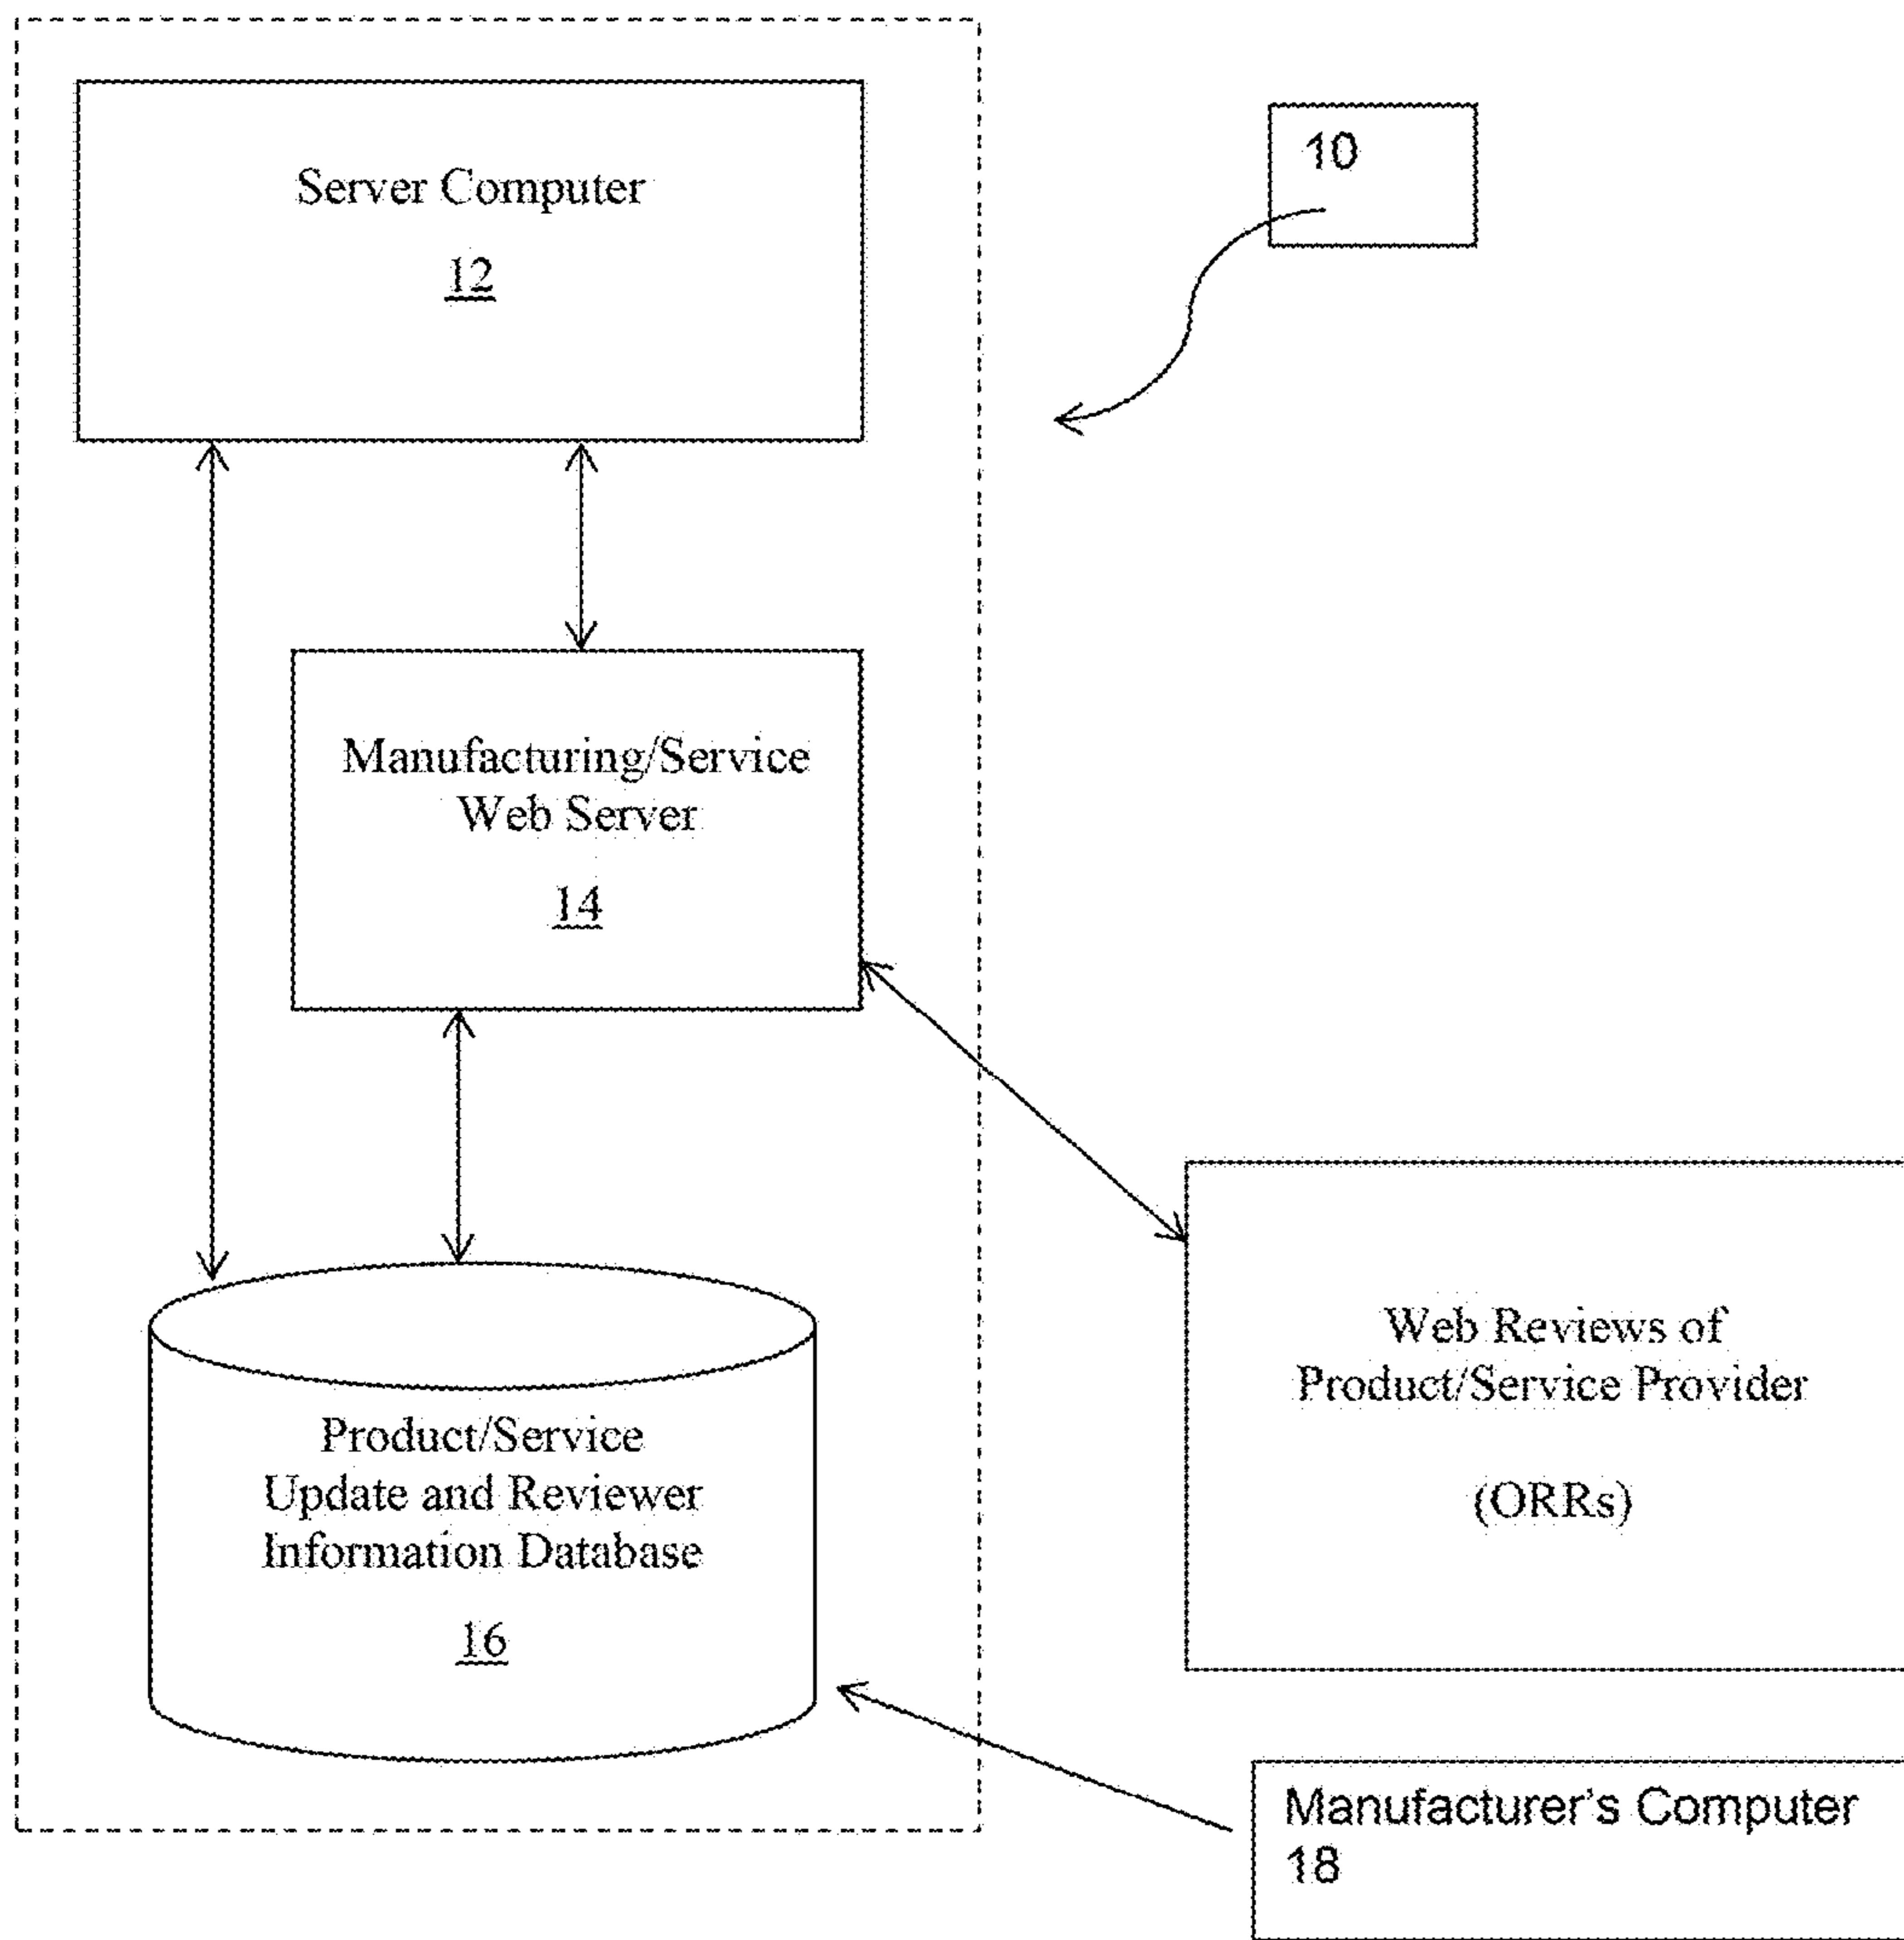 Server Computer
12
10
Manufacturing/Service
Web Server
14
Web Reviews of
Product/Service Provider
(ORRs)
Product/Service
Update and Reviewer
Information Database
16
Manufacturer's Computer
18